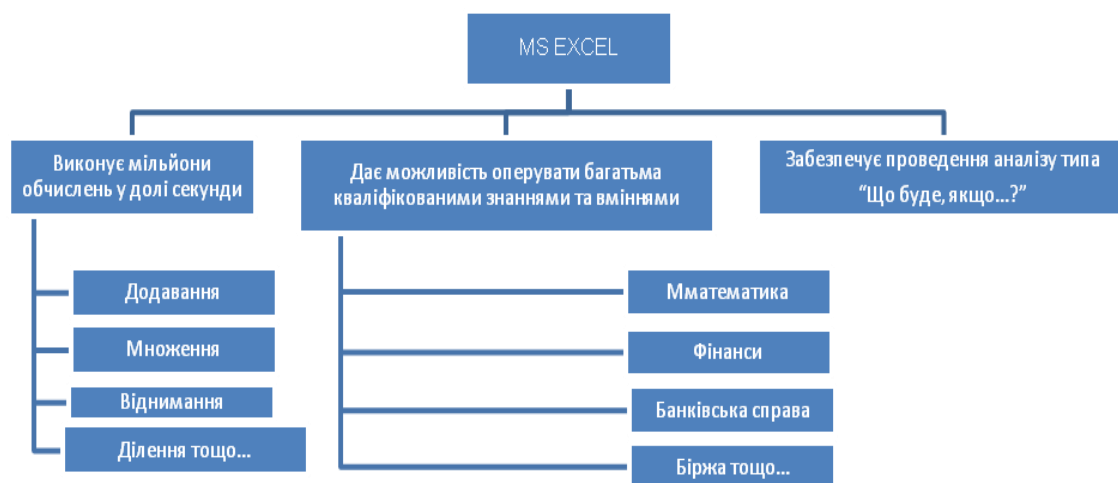 MS EXCEL
Виконує мільйони
обчислень у долі секунди
Дає можливість оперувати багатьма
кваліфікованими знаннями та вміннями
Забезпечує проведення аналізу типа
“Що буде, якщо...?”
Додавання
Множення
Віднимання
Ділення тощо...
Мматематика
Фінанси
Банківська справа
Біржа тощо...